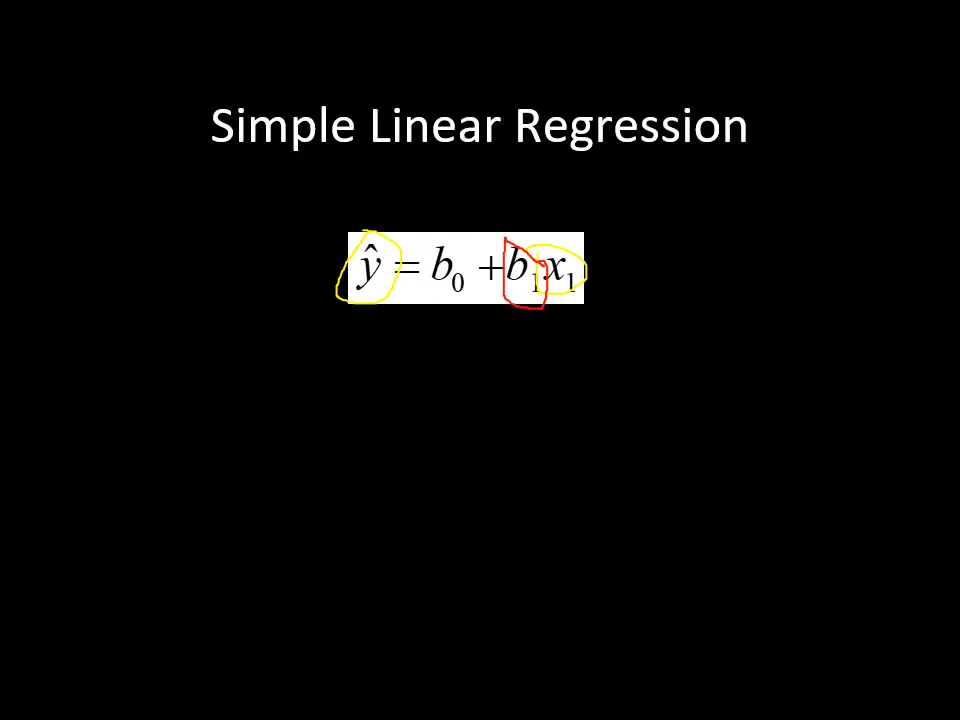 Simple Linear Regression
ŷ = b₀ + b₁x₁